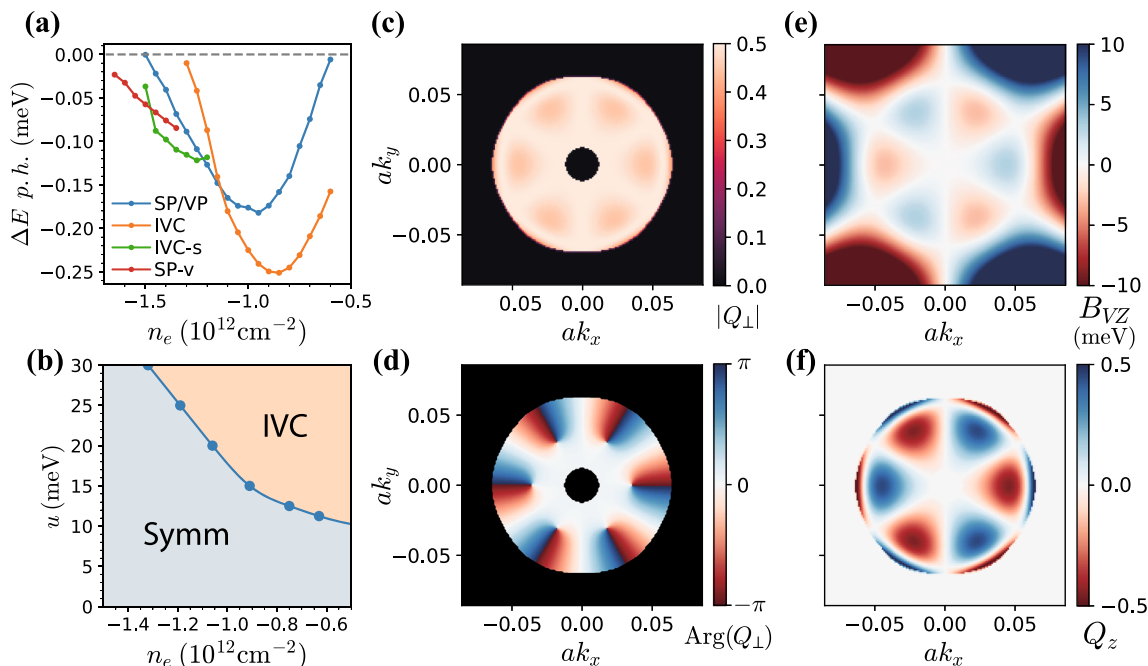 (a)
0.00
−0.05
−0.10
−0.15
−0.20
−0.25
ΔE p. h. (meV)
SP/VP
IVC
IVC-s
SP-v
−1.5
−1.0
−0.5
n_e (10^12 cm^−2)
(b)
30
25
20
15
10
5
0
u (meV)
IVC
Symm
−1.4
−1.2
−1.0
−0.8
−0.6
n_e (10^12 cm^−2)
(c)
0.05
0.00
−0.05
ak_y
0.05
0.00
0.05
ak_x
0.5
0.4
0.3
0.2
0.1
0.0
|Q_⊥|
(d)
0.05
0.00
−0.05
ak_y
0.05
0.00
0.05
ak_x
π
0
−π
Arg(Q_⊥)
(e)
0.05
0.00
0.05
ak_x
10
5
0
−5
−10
B_VZ
(meV)
(f)
0.05
0.00
0.05
ak_x
0.5
0.0
−0.5
Q_z